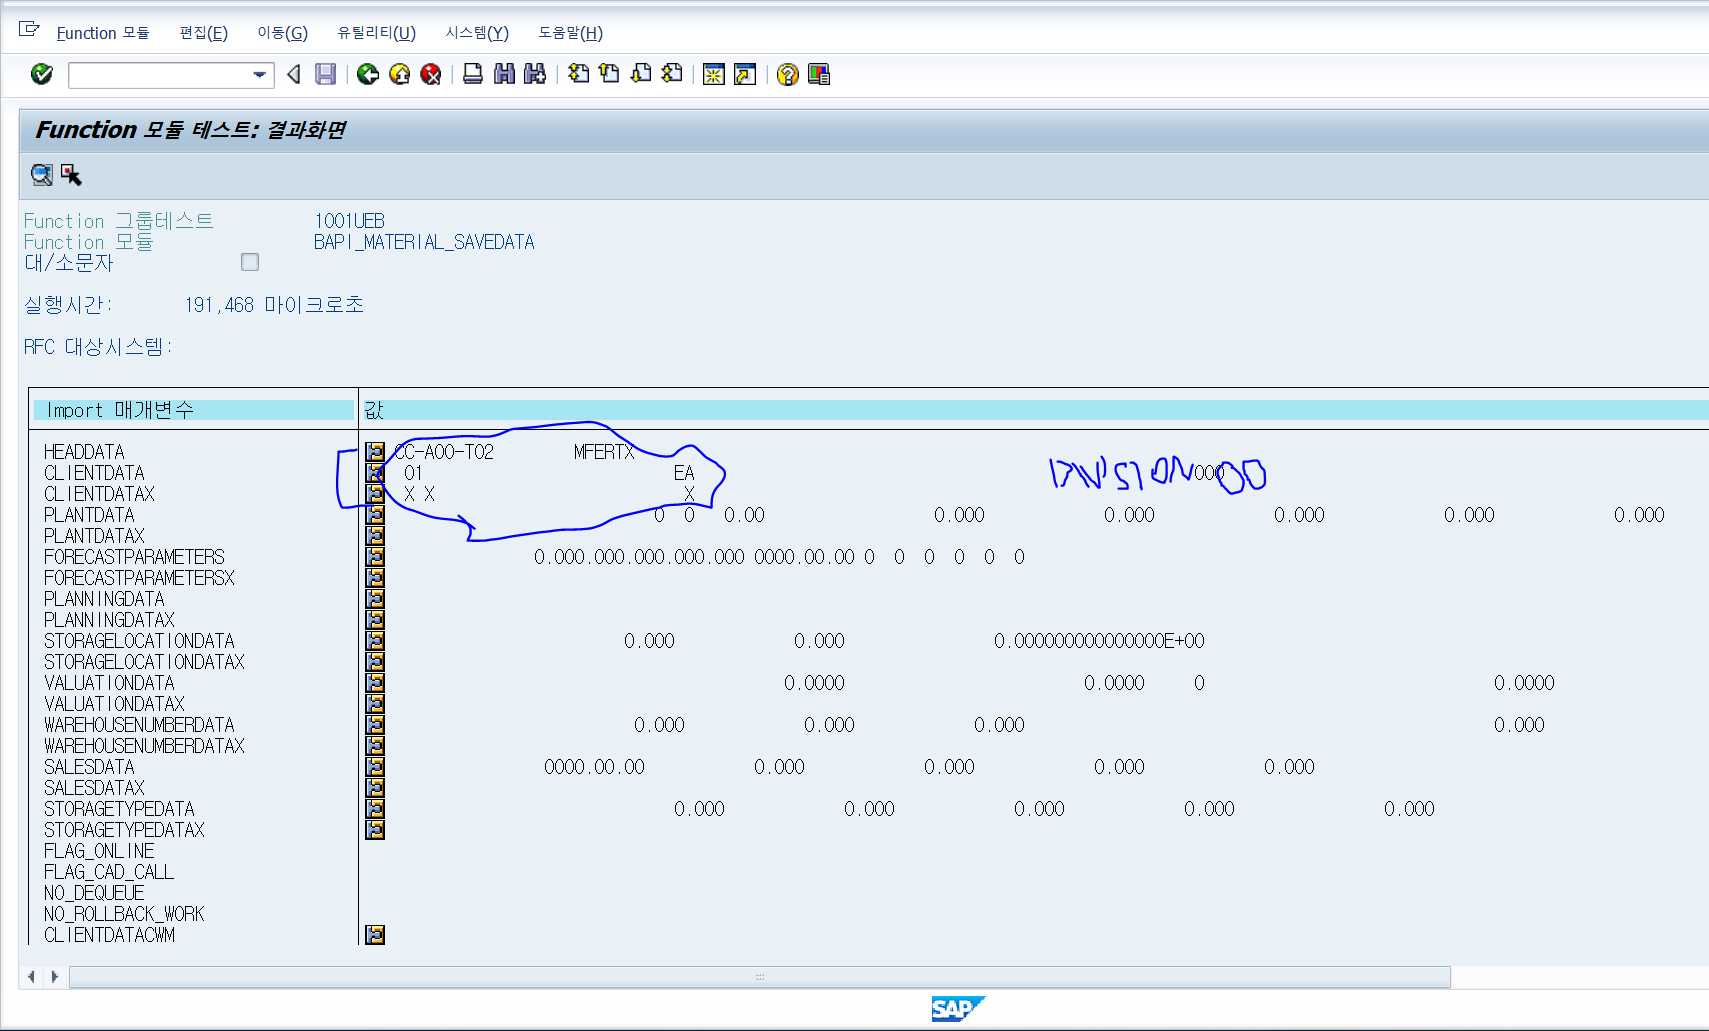 Function 모듈 편집(E) 이동(G) 유틸리티(U) 시스템(Y) 도움말(H)
Function 모듈 테스트: 결과화면
Function 그룹테스트 1001UEB
Function 모듈 BAPI_MATERIAL_SAVEDATA
대/소문자
실행시간: 191,468 마이크로초
RFC 대상시스템:
Import 매개변수 값
HEADDATA CC-A00-T02 MFERTX
CLIENTDATA 01 EA DIVISION 000 00
CLIENTDATAX X X X
PLANTDATA 0 0 0.00 0.000 0.000 0.000 0.000 0.000
PLANTDATAX
FORECASTPARAMETERS 0.000.000.000.000.000 0000.00.00 0 0 0 0 0 0
FORECASTPARAMETERSX
PLANNINGDATA
PLANNINGDATAX
STORAGELOCATIONDATA 0.000 0.000 0.000000000000000E+00
STORAGELOCATIONDATAX
VALUATIONDATA 0.0000 0.0000 0 0.0000
VALUATIONDATAX
WAREHOUSENUMBERDATA 0.000 0.000 0.000 0.000
WAREHOUSENUMBERDATAX
SALESDATA 0000.00.00 0.000 0.000 0.000 0.000
SALESDATAX
STORAGETYPEDATA 0.000 0.000 0.000 0.000 0.000
STORAGETYPEDATAX
FLAG_ONLINE
FLAG_CAD_CALL
NO_DEQUEUE
NO_ROLLBACK_WORK
CLIENTDATACWM
SAP